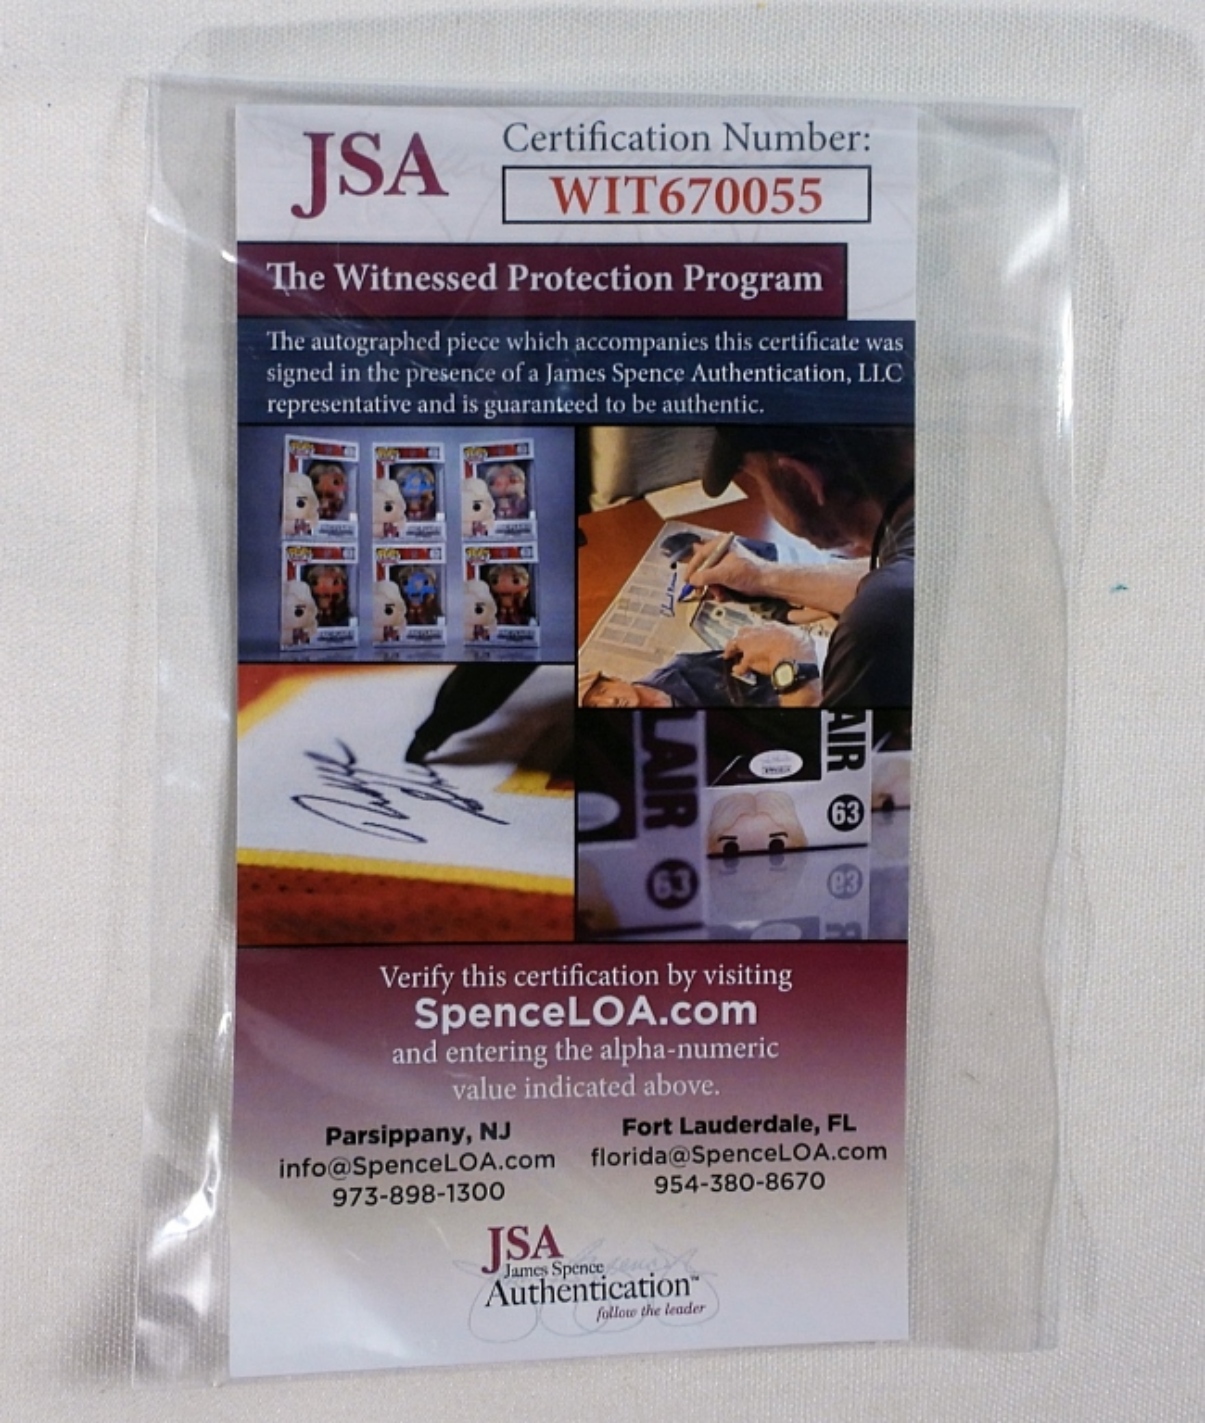 JSA
Certification Number:
WIT670055
The Witnessed Protection Program
The autographed piece which accompanies this certificate was
signed in the presence of a James Spence Authentication, LLC
representative and is guaranteed to be authentic.
LAIR
63
AIR
63
Verify this certification by visiting
SpenceLOA.com
and entering the alpha-numeric
value indicated above.
Parsippany, NJ
info@SpenceLOA.com
973-898-1300
Fort Lauderdale, FL
florida@SpenceLOA.com
954-380-8670
JSA
James Spence
Authentication™
follow the leader